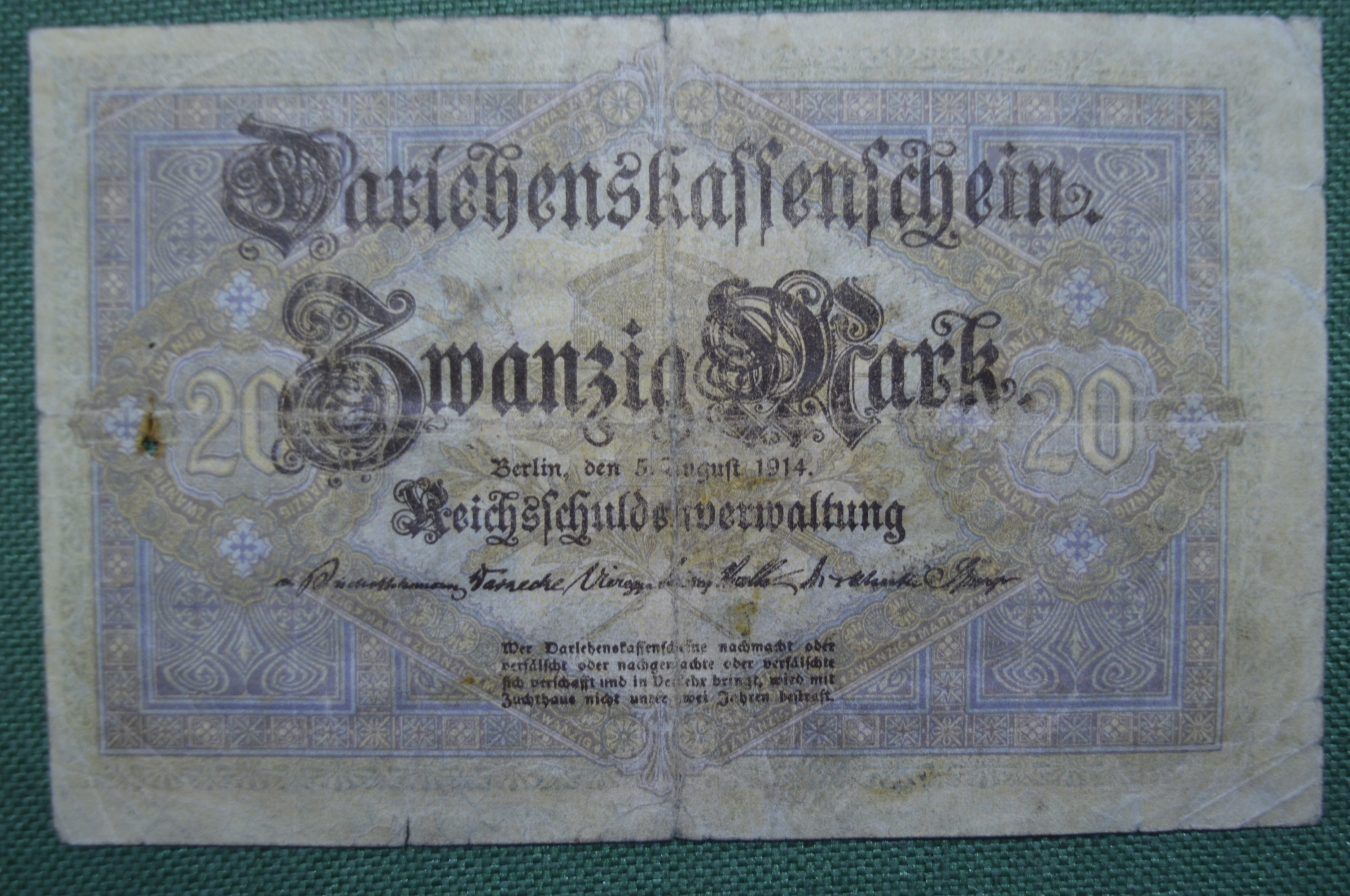 Darlehenskassenschein.
Zwanzig Mark.
20 20
Berlin, den 5. August 1914.
Reichsschuldenverwaltung
Wer Darlehenskassenscheine nachmacht oder
verfälscht oder nachgemachte oder verfälschte
sich verschafft und in Verkehr bringt, wird mit
Zuchthaus nicht unter zwei Jahren bestraft.